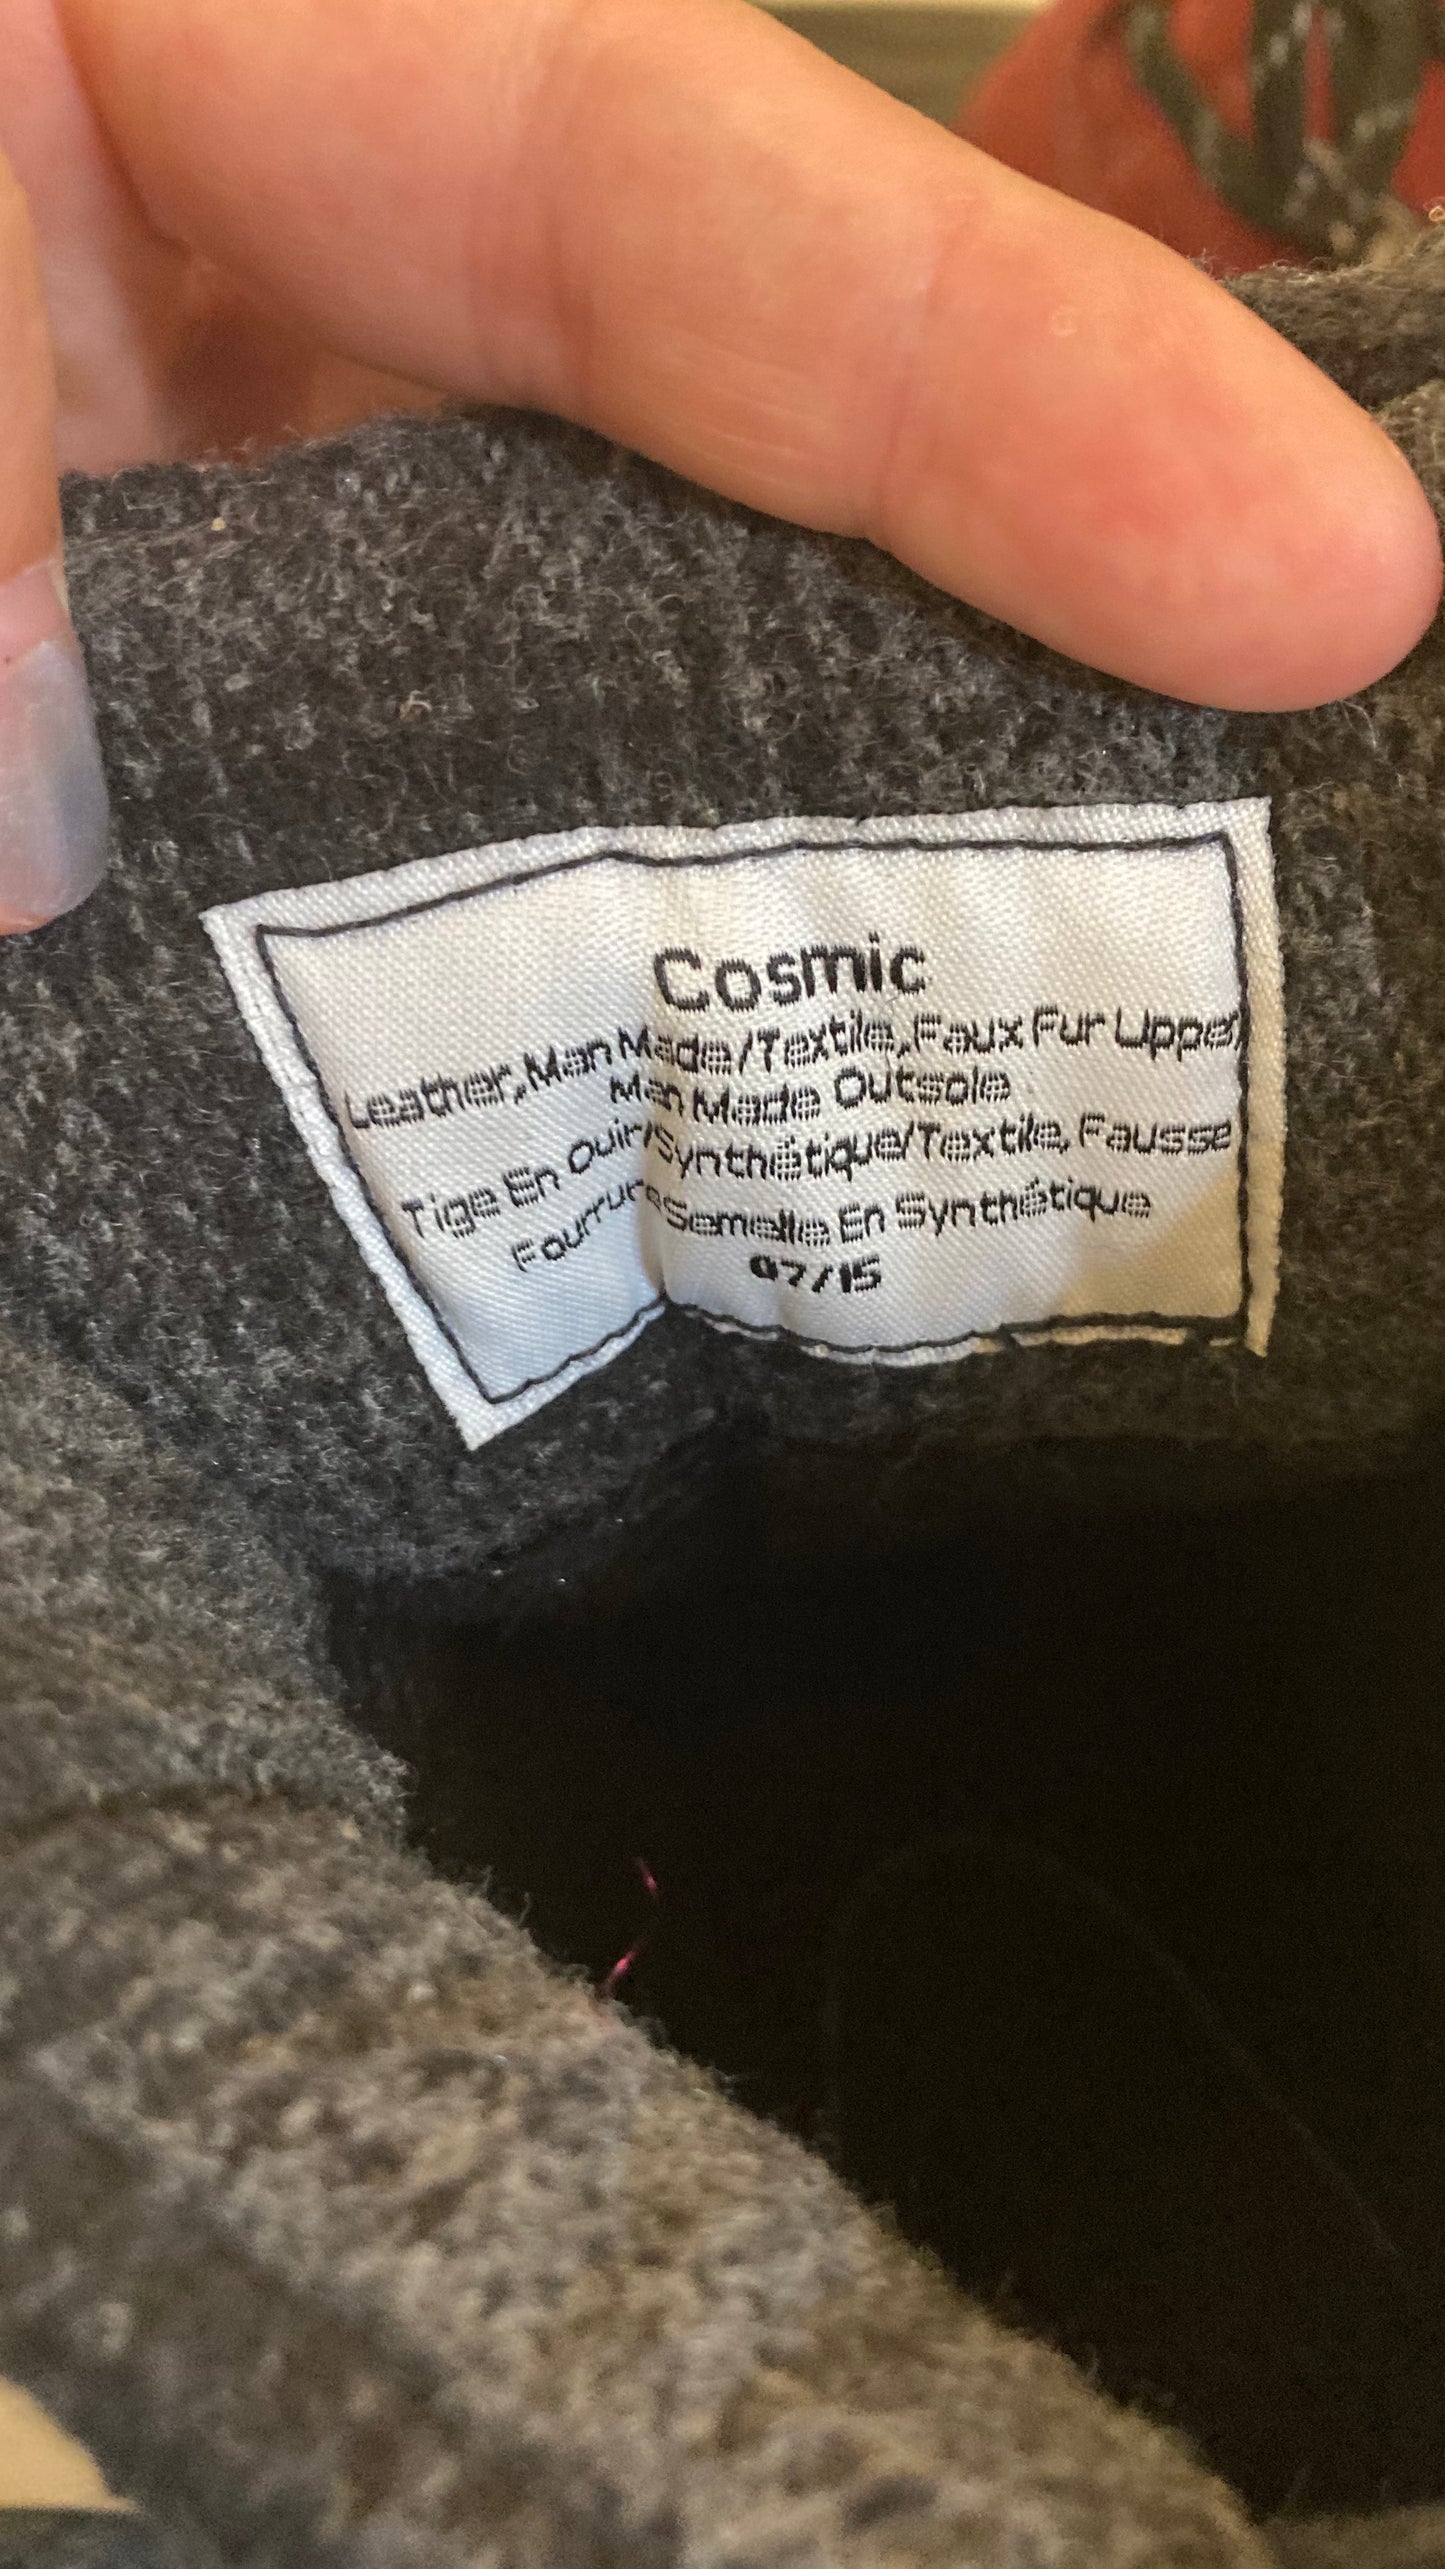 Cosmic
Leather,Man Made/Textile,Faux Fur Upper,
Man Made Outsole
Tige En Ouir/Synthétique/Textile, Fausse
Fourrure Semelle En Synthétique
07/15